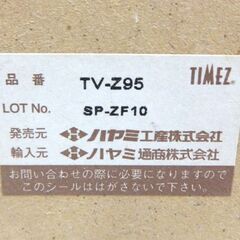 TIMEZ
品番 TV-Z95
LOT No. SP-ZF10
発売元 ハヤミ工産株式会社
輸入元 ハヤミ通商株式会社
お問い合わせの際に必要になりますので
このシールははがさないで下さい。